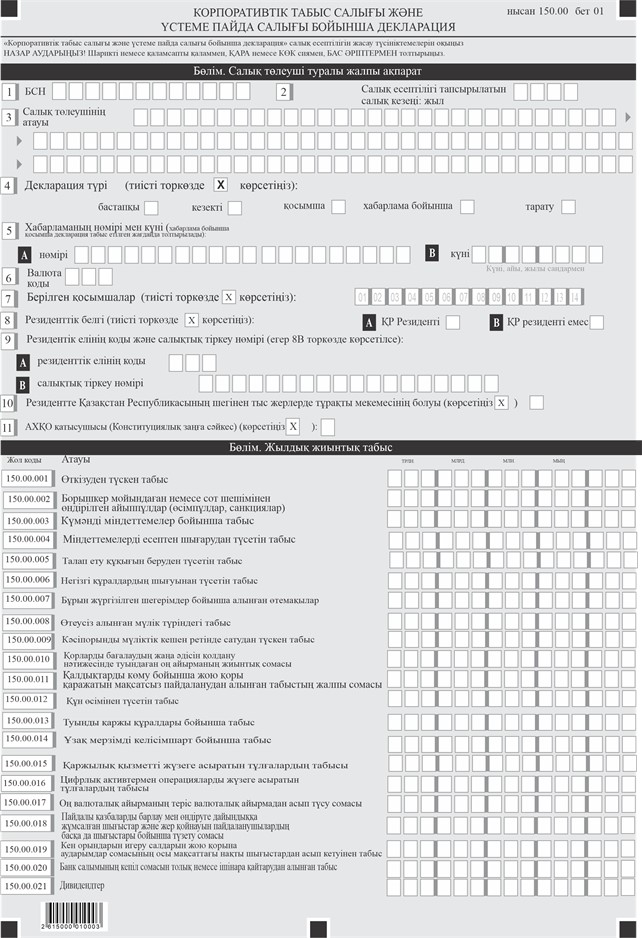 КОРПОРАТИВТІК ТАБЫС САЛЫҒЫ ЖӘНЕ
ҮСТЕМЕ ПАЙДА САЛЫҒЫ БОЙЫНША ДЕКЛАРАЦИЯ
нысан 150.00 бет 01
«Корпоративтік табыс салығы және үстеме пайда салығы бойынша декларация» салық есептілігін жасау түсініктемелерін оқыңыз
НАЗАР АУДАРЫҢЫЗ! Шарикті немесе қаламсапты қаламмен, ҚАРА немесе КӨК сиямен, БАС ӘРІПТЕРМЕН толтырыңыз.
Бөлім. Салық төлеуші туралы жалпы ақпарат
1 БСН
2 Салық есептілігі тапсырылатын
салық кезеңі: жыл
3 Салық төлеушінің
атауы
4 Декларация түрі (тиісті торкөзде X көрсетіңіз):
бастапқы кезекті қосымша хабарлама бойынша тарату
5 Хабарламаның нөмірі мен күні (хабарлама бойынша
қосымша декларация табыс етілген жағдайда толтырылады):
A нөмірі
B күні
Күні, айы, жылы сандармен
6 Валюта
коды
7 Берілген қосымшалар (тиісті торкөзде X көрсетіңіз):
01 02 03 04 05 06 07 08 09 10 11 12 13 14
8 Резиденттік белгі (тиісті торкөзде X көрсетіңіз):
A ҚР Резиденті
B ҚР резиденті емес
9 Резидентік елінің коды және салықтық тіркеу нөмірі (егер 8В торкөзде көрсетілсе):
A резиденттік елінің коды
B салықтық тіркеу нөмірі
10 Резидентте Қазақстан Республикасының шегінен тыс жерлерде тұрақты мекемесінің болуы (көрсетіңіз X )
11 АХҚО қатысушысы (Конституциялық заңға сәйкес) (көрсетіңіз X ):
Бөлім. Жылдық жиынтық табыс
Жол коды Атауы трлн млрд млн мың
150.00.001 Өткізуден түскен табыс
150.00.002 Борышкер мойындаған немесе сот шешімінен
өндірілген айыппұлдар (өсімпұлдар, санкциялар)
150.00.003 Күмәнді міндеттемелер бойынша табыс
150.00.004 Міндеттемелерді есептен шығарудан түсетін табыс
150.00.005 Талап ету құқығын беруден түсетін табыс
150.00.006 Негізгі құралдардың шығуынан түсетін табыс
150.00.007 Бұрын жүргізілген шегерімдер бойынша алынған өтемақылар
150.00.008 Өтеусіз алынған мүлік түріндегі табыс
150.00.009 Кәсіпорынды мүліктік кешен ретінде сатудан түскен табыс
150.00.010 Қорларды бағалаудың жаңа әдісін қолдану
нәтижесінде туындаған оң айырманың жиынтық сомасы
150.00.011 Қалдықтарды кому бойынша жою қоры
қаражатын мақсатсыз пайдаланудан алынған табыстың жалпы сомасы
150.00.012 Құн өсімінен түсетін табыс
150.00.013 Туынды қаржы құралдары бойынша табыс
150.00.014 Ұзақ мерзімді келісімшарт бойынша табыс
150.00.015 Қаржылық қызметті жүзеге асыратын тұлғалардың табысы
150.00.016 Цифрлық активтермен операцияларды жүзеге асыратын
тұлғалардың табысы
150.00.017 Оң валюталық айырманың теріс валюталық айырмадан асып түсу сомасы
150.00.018 Пайдалы қазбаларды барлау мен өндіруге дайындыққа
жұмсалған шығыстар және жер қойнауын пайдаланушылардың
басқа да шығыстары бойынша түзету сомасы
150.00.019 Кен орындарын игеру салдарын жою қорына
аударымдар сомасының осы мақсаттағы нақты шығыстардан асып кетуінен табыс
150.00.020 Банк салымының кепіл сомасын толық немесе ішінара қайтарудан алынған табыс
150.00.021 Дивидендтер
2 615000 010003